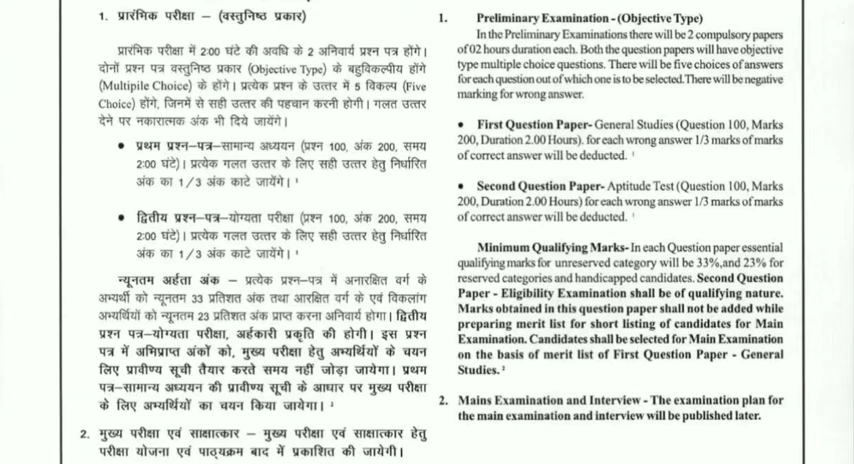 1. प्रारंभिक परीक्षा – (वस्तुनिष्ठ प्रकार)
प्रारंभिक परीक्षा में 2:00 घंटे की अवधि के 2 अनिवार्य प्रश्न पत्र होंगे।
दोनों प्रश्न पत्र वस्तुनिष्ठ प्रकार (Objective Type) के बहुविकल्पीय होंगे
(Multipile Choice) के होंगे। प्रत्येक प्रश्न के उत्तर में 5 विकल्प (Five
Choice) होंगे, जिनमें से सही उत्तर की पहचान करनी होगी। गलत उत्तर
देने पर नकारात्मक अंक भी दिये जायेंगे।
• प्रथम प्रश्न–पत्र–सामान्य अध्ययन (प्रश्न 100, अंक 200, समय
2:00 घंटे)। प्रत्येक गलत उत्तर के लिए सही उत्तर हेतु निर्धारित
अंक का 1/3 अंक काटे जायेंगे। ¹
• द्वितीय प्रश्न–पत्र–योग्यता परीक्षा (प्रश्न 100, अंक 200, समय
2:00 घंटे)। प्रत्येक गलत उत्तर के लिए सही उत्तर हेतु निर्धारित
अंक का 1/3 अंक काटे जायेंगे। ¹
न्यूनतम अर्हता अंक – प्रत्येक प्रश्न–पत्र में अनारक्षित वर्ग के
अभ्यर्थी को न्यूनतम 33 प्रतिशत अंक तथा आरक्षित वर्ग के एवं विकलांग
अभ्यर्थियों को न्यूनतम 23 प्रतिशत अंक प्राप्त करना अनिवार्य होगा। द्वितीय
प्रश्न पत्र–योग्यता परीक्षा, अर्हकारी प्रकृति की होगी। इस प्रश्न
पत्र में अभिप्राप्त अंकों को, मुख्य परीक्षा हेतु अभ्यर्थियों के चयन
लिए प्रावीण्य सूची तैयार करते समय नहीं जोड़ा जायेगा। प्रथम
पत्र–सामान्य अध्ययन की प्रावीण्य सूची के आधार पर मुख्य परीक्षा
के लिए अभ्यर्थियों का चयन किया जायेगा। ²
2. मुख्य परीक्षा एवं साक्षात्कार – मुख्य परीक्षा एवं साक्षात्कार हेतु
परीक्षा योजना एवं पाठ्यक्रम बाद में प्रकाशित की जायेगी।
1. Preliminary Examination - (Objective Type)
In the Preliminary Examinations there will be 2 compulsory papers
of 02 hours duration each. Both the question papers will have objective
type multiple choice questions. There will be five choices of answers
for each question out of which one is to be selected.There will be negative
marking for wrong answer.
• First Question Paper- General Studies (Question 100, Marks
200, Duration 2.00 Hours). for each wrong answer 1/3 marks of marks
of correct answer will be deducted. ¹
• Second Question Paper- Aptitude Test (Question 100, Marks
200, Duration 2.00 Hours) for each wrong answer 1/3 marks of marks
of correct answer will be deducted. ¹
Minimum Qualifying Marks- In each Question paper essential
qualifying marks for unreserved category will be 33%,and 23% for
reserved categories and handicapped candidates. Second Question
Paper - Eligibility Examination shall be of qualifying nature.
Marks obtained in this question paper shall not be added while
preparing merit list for short listing of candidates for Main
Examination. Candidates shall be selected for Main Examination
on the basis of merit list of First Question Paper - General
Studies. ²
2. Mains Examination and Interview - The examination plan for
the main examination and interview will be published later.